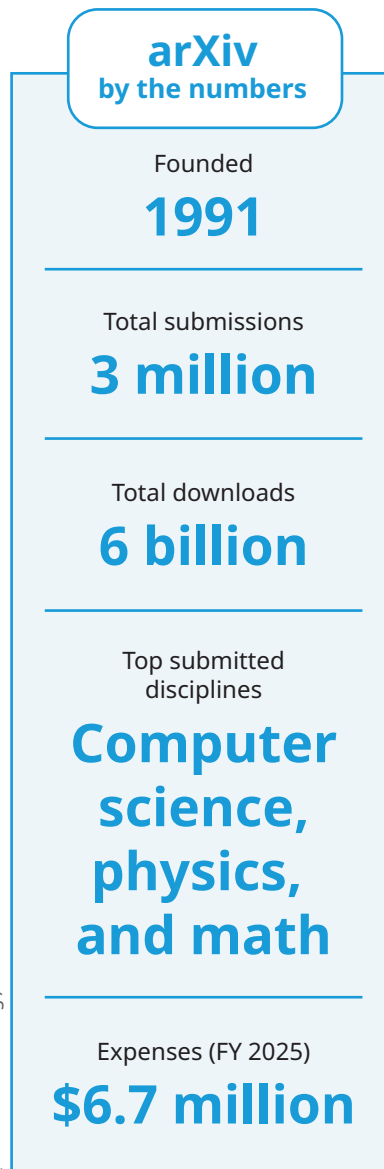 arXiv
by the numbers
Founded
1991
Total submissions
3 million
Total downloads
6 billion
Top submitted
disciplines
Computer
science,
physics,
and math
Expenses (FY 2025)
$6.7 million